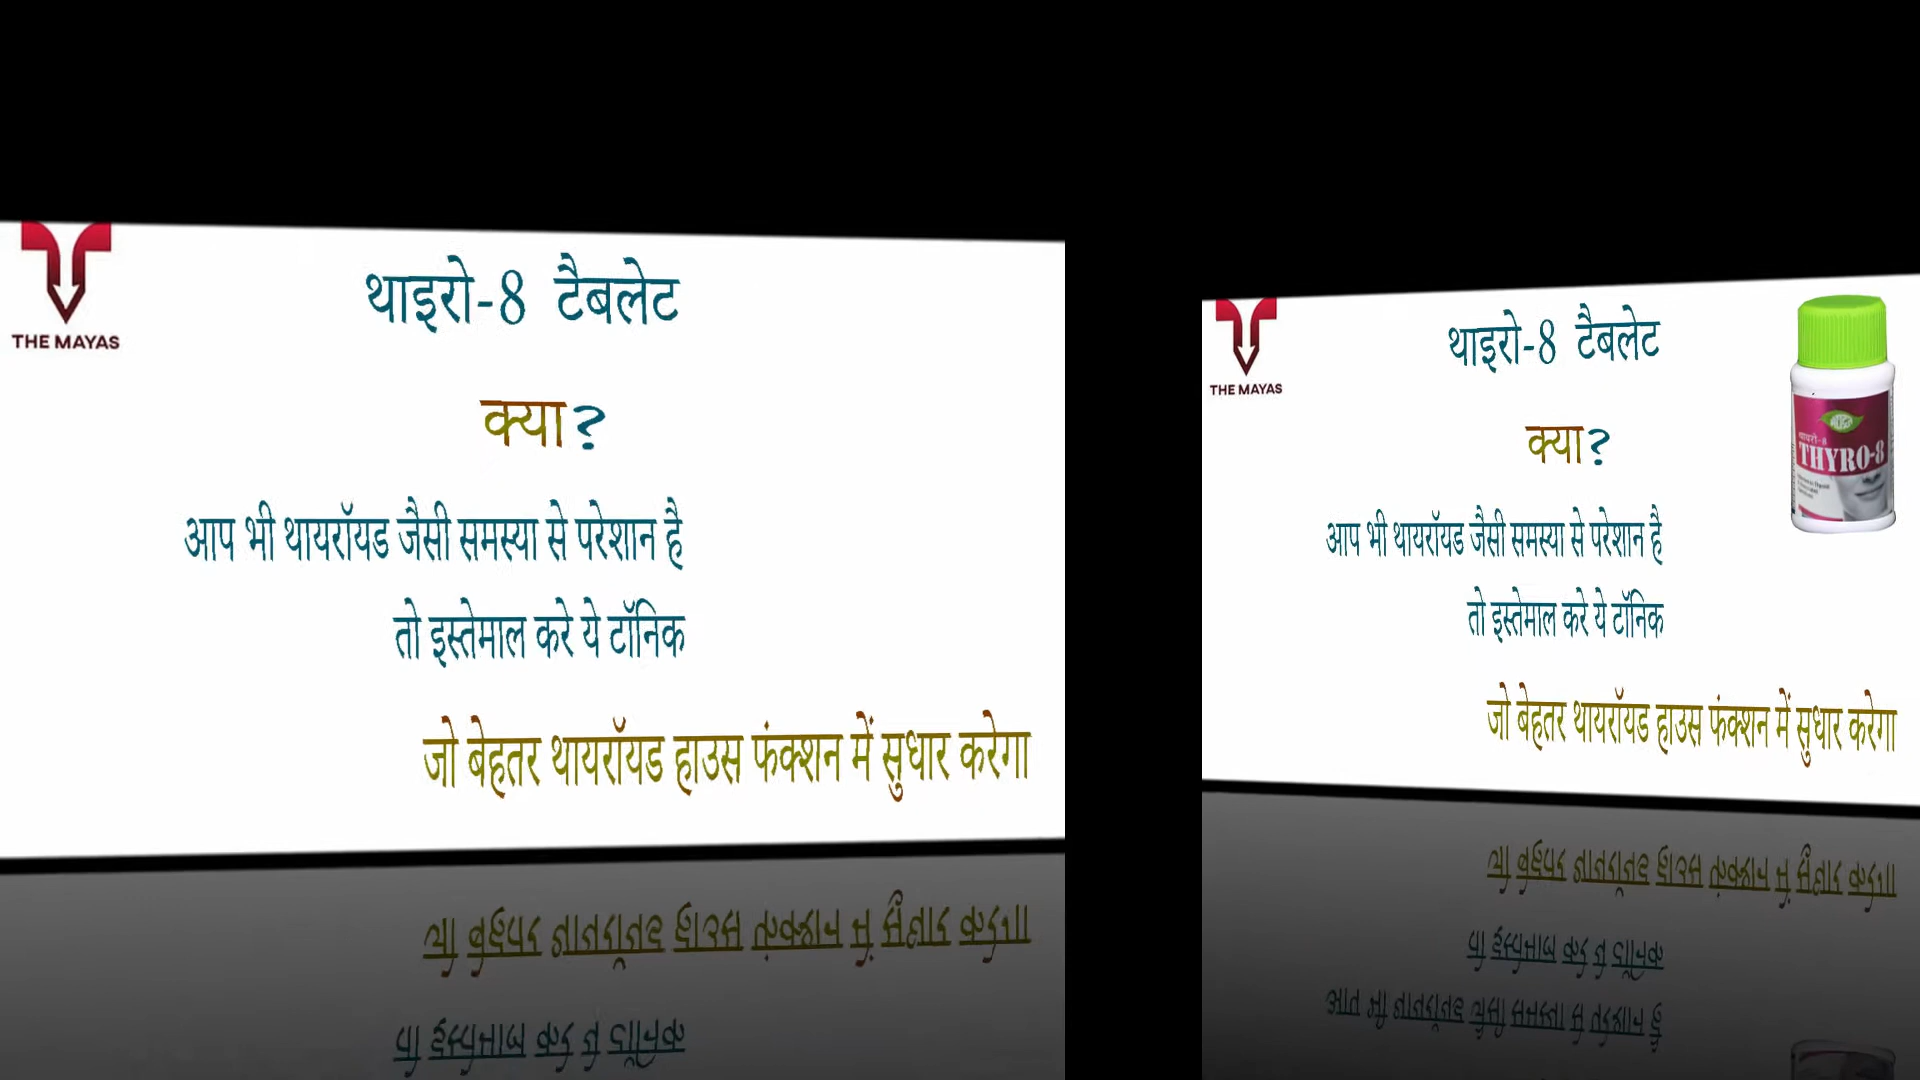 THE MAYAS
थाइरो-8 टैबलेट
क्या?
आप भी थायरॉयड जैसी समस्या से परेशान है
तो इस्तेमाल करे ये टॉनिक
जो बेहतर थायरॉयड हाउस फंक्शन में सुधार करेगा
THE MAYAS
थाइरो-8 टैबलेट
क्या?
आप भी थायरॉयड जैसी समस्या से परेशान है
तो इस्तेमाल करे ये टॉनिक
जो बेहतर थायरॉयड हाउस फंक्शन में सुधार करेगा
थायरो-8
THYRO-8